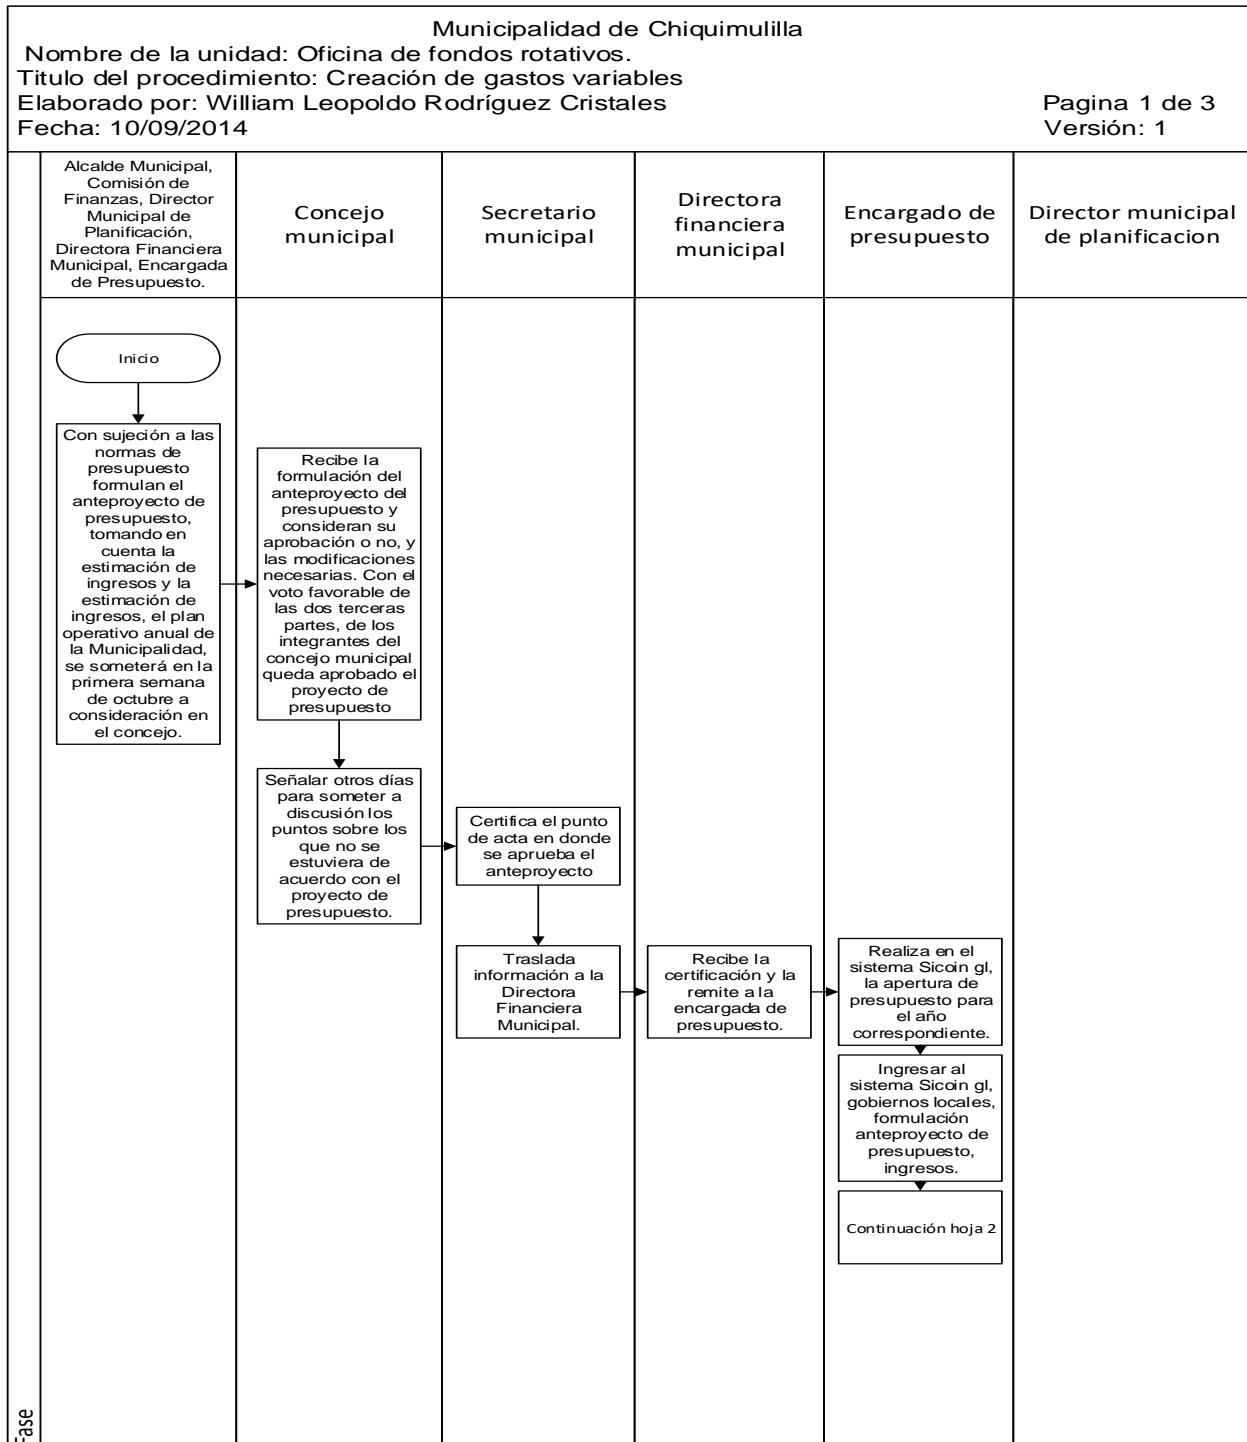 Municipalidad de Chiquimulilla
Nombre de la unidad: Oficina de fondos rotativos.
Titulo del procedimiento: Creación de gastos variables
Elaborado por: William Leopoldo Rodríguez Cristales
Pagina 1 de 3
Fecha: 10/09/2014
Versión: 1
Alcalde Municipal,
Comisión de
Finanzas, Director
Municipal de
Planificación,
Directora Financiera
Municipal, Encargada
de Presupuesto.
Concejo
municipal
Secretario
municipal
Directora
financiera
municipal
Encargado de
presupuesto
Director municipal
de planificacion
Inicio
Con sujeción a las
normas de
presupuesto
formulan el
anteproyecto de
presupuesto,
tomando en
cuenta la
estimación de
ingresos y la
estimación de
ingresos, el plan
operativo anual de
la Municipalidad,
se someterá en la
primera semana
de octubre a
consideración en
el concejo.
Recibe la
formulación del
anteproyecto del
presupuesto y
consideran su
aprobación o no, y
las modificaciones
necesarias. Con el
voto favorable de
las dos terceras
partes, de los
integrantes del
concejo municipal
queda aprobado el
proyecto de
presupuesto
Señalar otros días
para someter a
discusión los
puntos sobre los
que no se
estuviera de
acuerdo con el
proyecto de
presupuesto.
Certifica el punto
de acta en donde
se aprueba el
anteproyecto
Traslada
información a la
Directora
Financiera
Municipal.
Recibe la
certificación y la
remite a la
encargada de
presupuesto.
Realiza en el
sistema Sicoin gl,
la apertura de
presupuesto para
el año
correspondiente.
Ingresar al
sistema Sicoin gl,
gobiernos locales,
formulación
anteproyecto de
presupuesto,
ingresos.
Continuación hoja 2
Fase